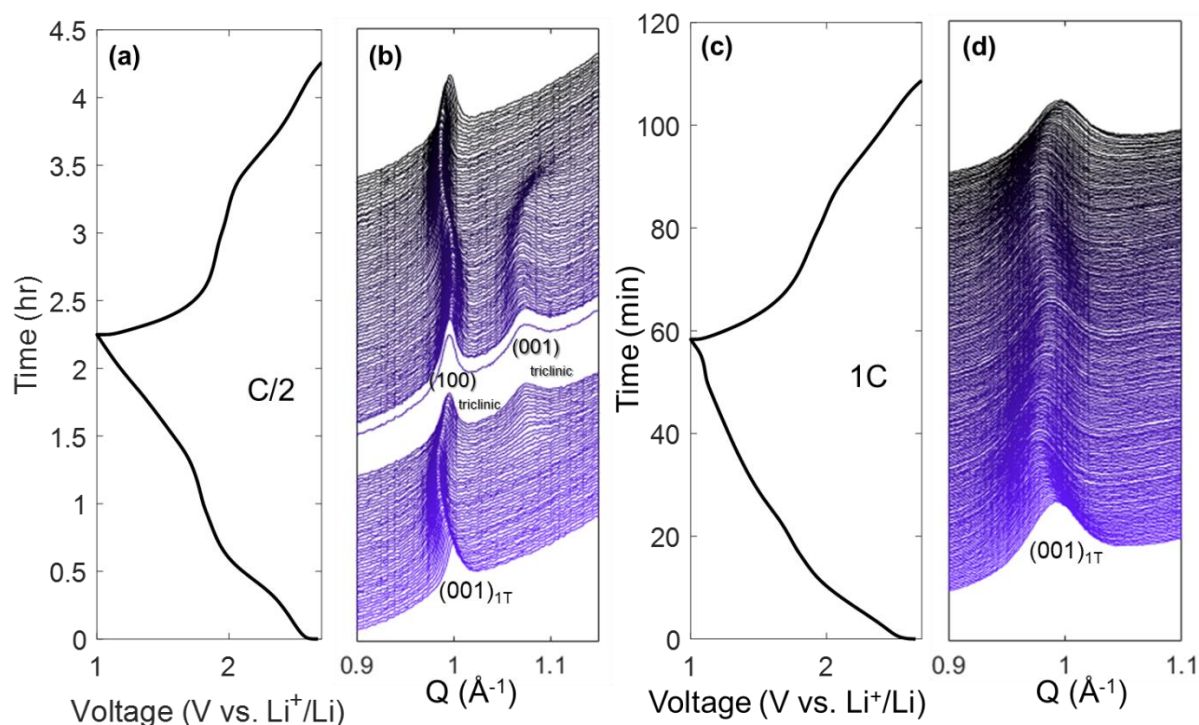 (a)
4.5
4
3.5
3
2.5
2
1.5
1
0.5
0
Time (hr)
C/2
1 2
Voltage (V vs. Li⁺/Li)
(b)
(001)
triclinic
(100)
triclinic
(001)1T
0.9 1 1.1
Q (Å⁻¹)
(c)
120
100
80
60
40
20
0
Time (min)
1C
1 2
Voltage (V vs. Li⁺/Li)
(d)
(001)1T
0.9 1 1.1
Q (Å⁻¹)